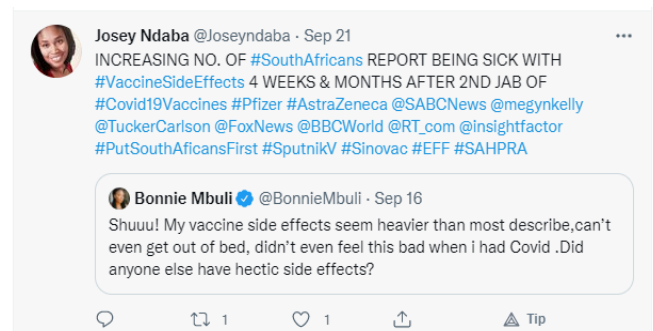 Josey Ndaba @Joseyndaba · Sep 21
INCREASING NO. OF #SouthAfricans REPORT BEING SICK WITH
#VaccineSideEffects 4 WEEKS & MONTHS AFTER 2ND JAB OF
#Covid19Vaccines #Pfizer #AstraZeneca @SABCNews @megynkelly
@TuckerCarlson @FoxNews @BBCWorld @RT_com @insightfactor
#PutSouthAficansFirst #SputnikV #Sinovac #EFF #SAHPRA
Bonnie Mbuli @BonnieMbuli · Sep 16
Shuuu! My vaccine side effects seem heavier than most describe,can't
even get out of bed, didn't even feel this bad when i had Covid .Did
anyone else have hectic side effects?
1 1 Tip